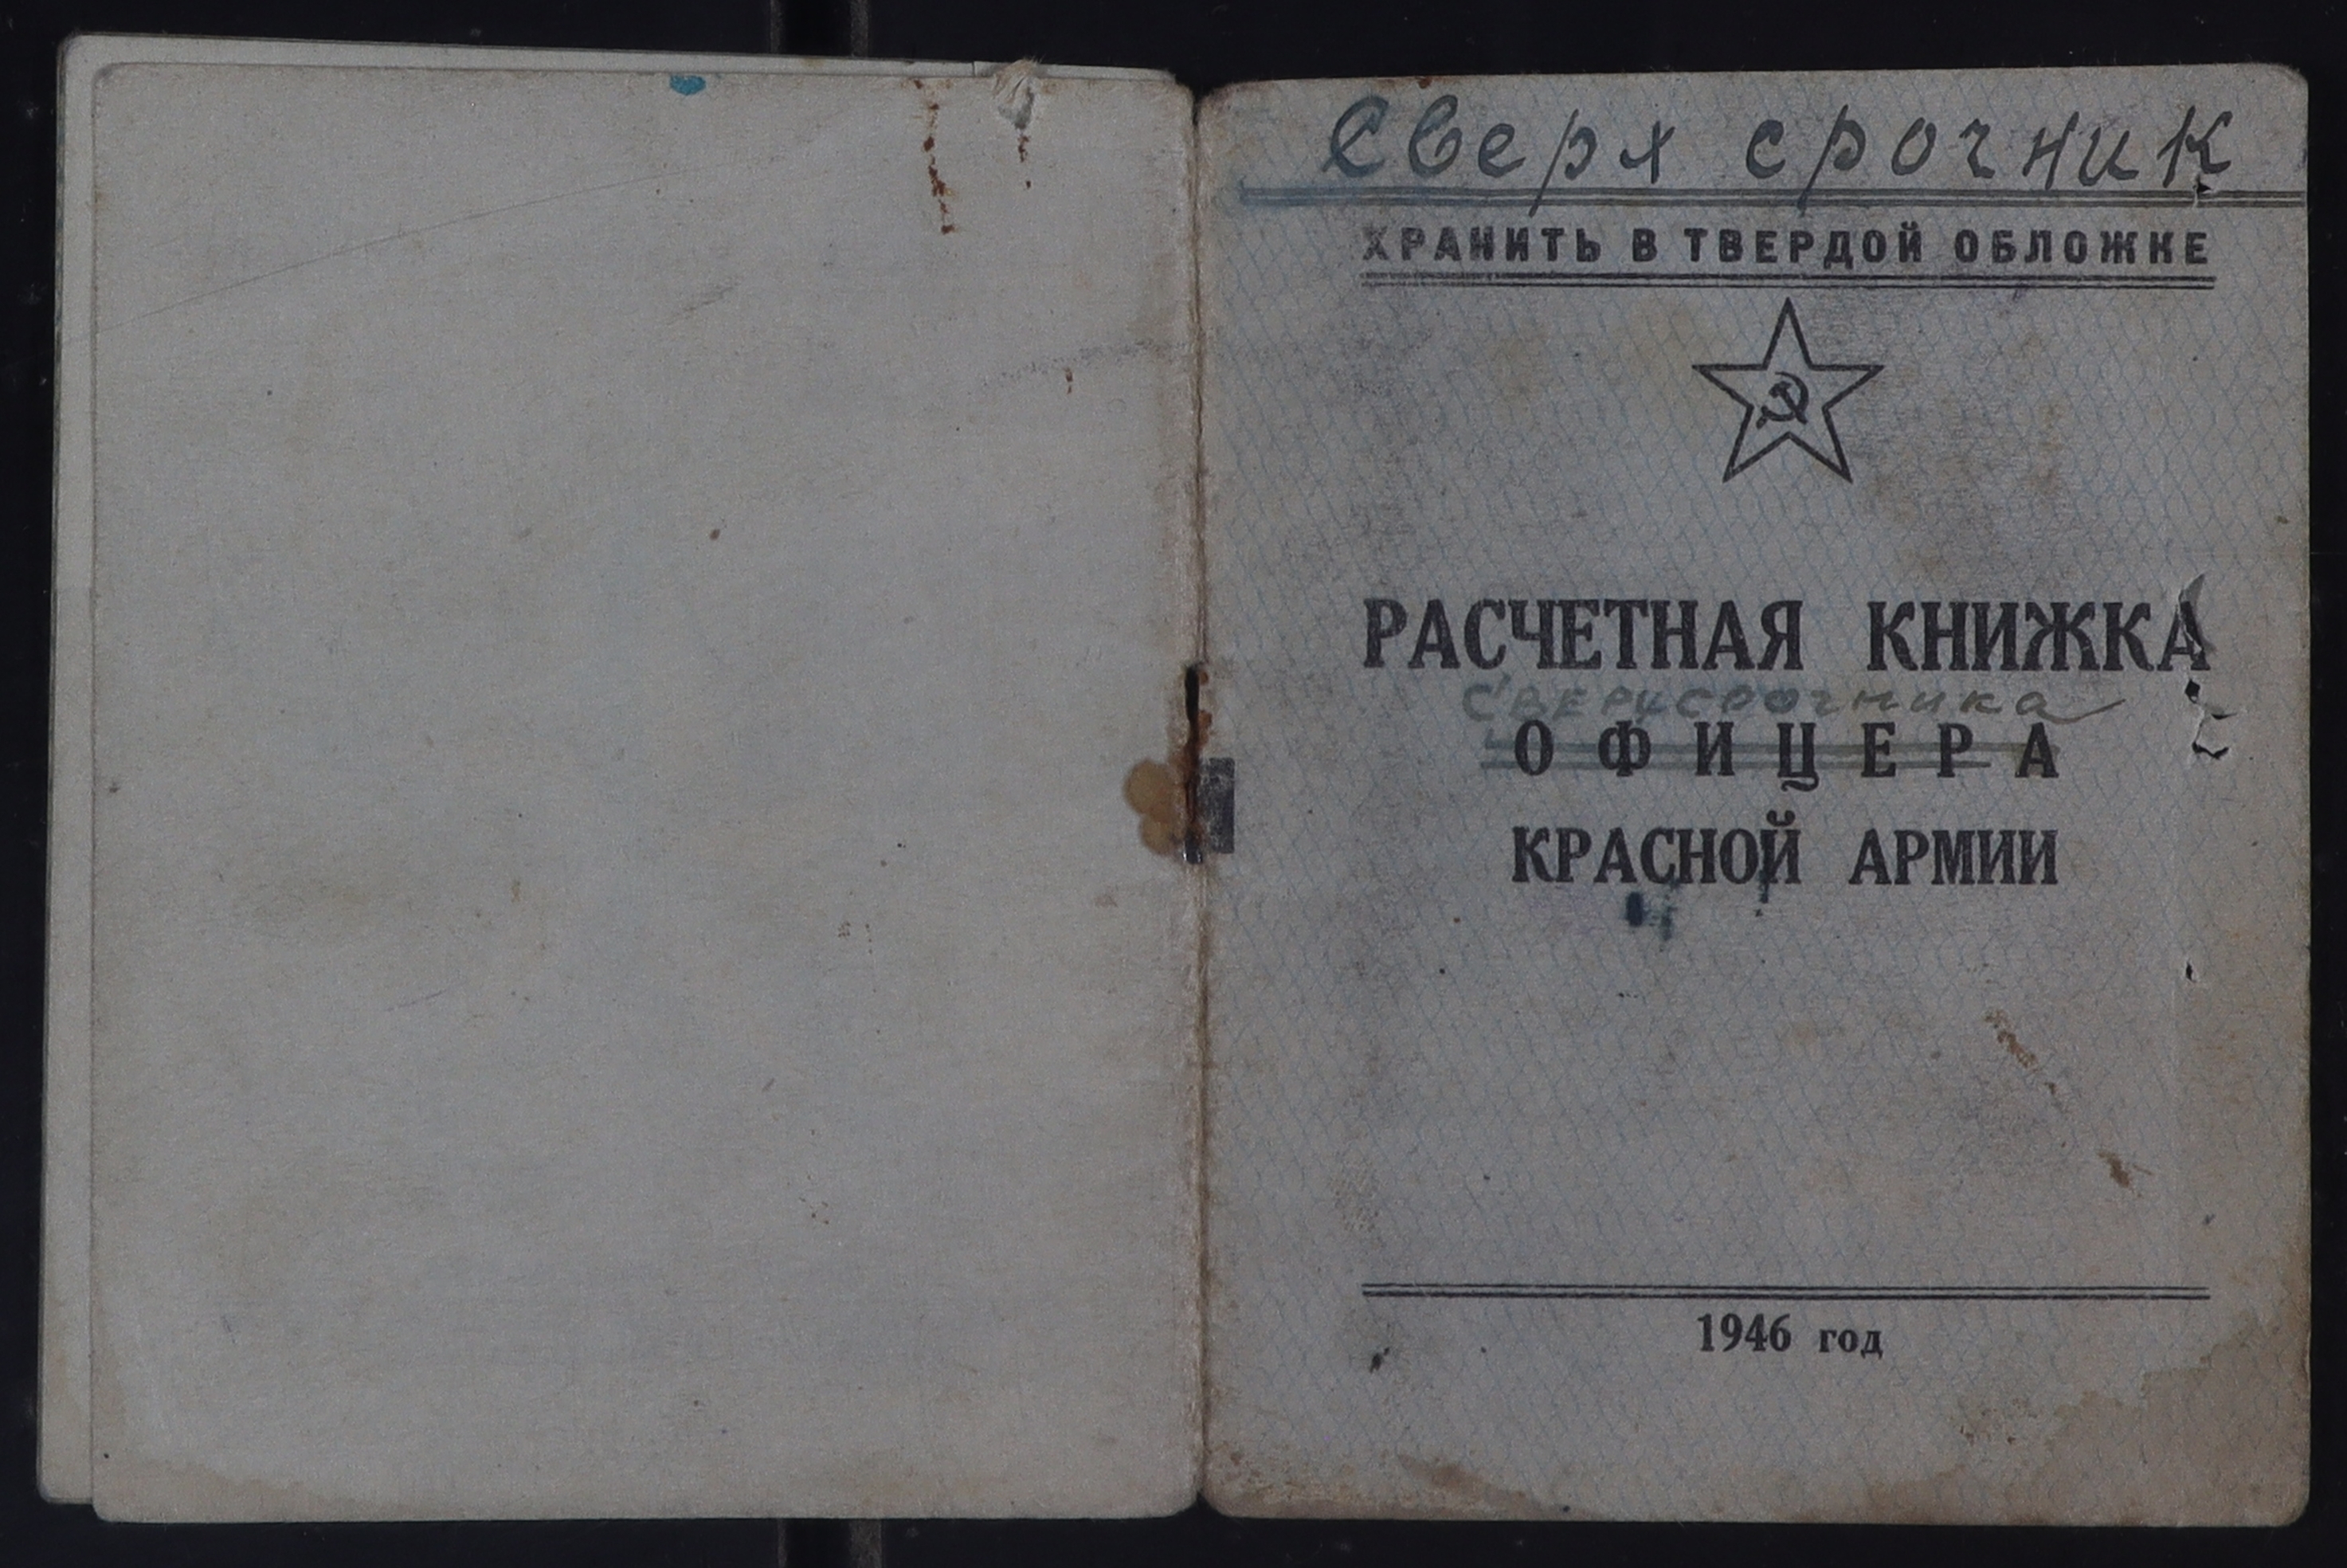 Сверх срочник
ХРАНИТЬ В ТВЕРДОЙ ОБЛОЖКЕ
РАСЧЕТНАЯ КНИЖКА
сверхсрочника
ОФИЦЕРА
КРАСНОЙ АРМИИ
1946 год